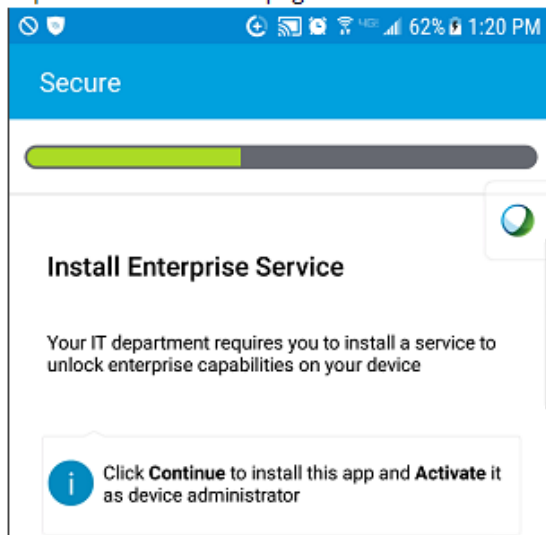 62% 1:20 PM
Secure
Install Enterprise Service
Your IT department requires you to install a service to
unlock enterprise capabilities on your device
Click Continue to install this app and Activate it
as device administrator